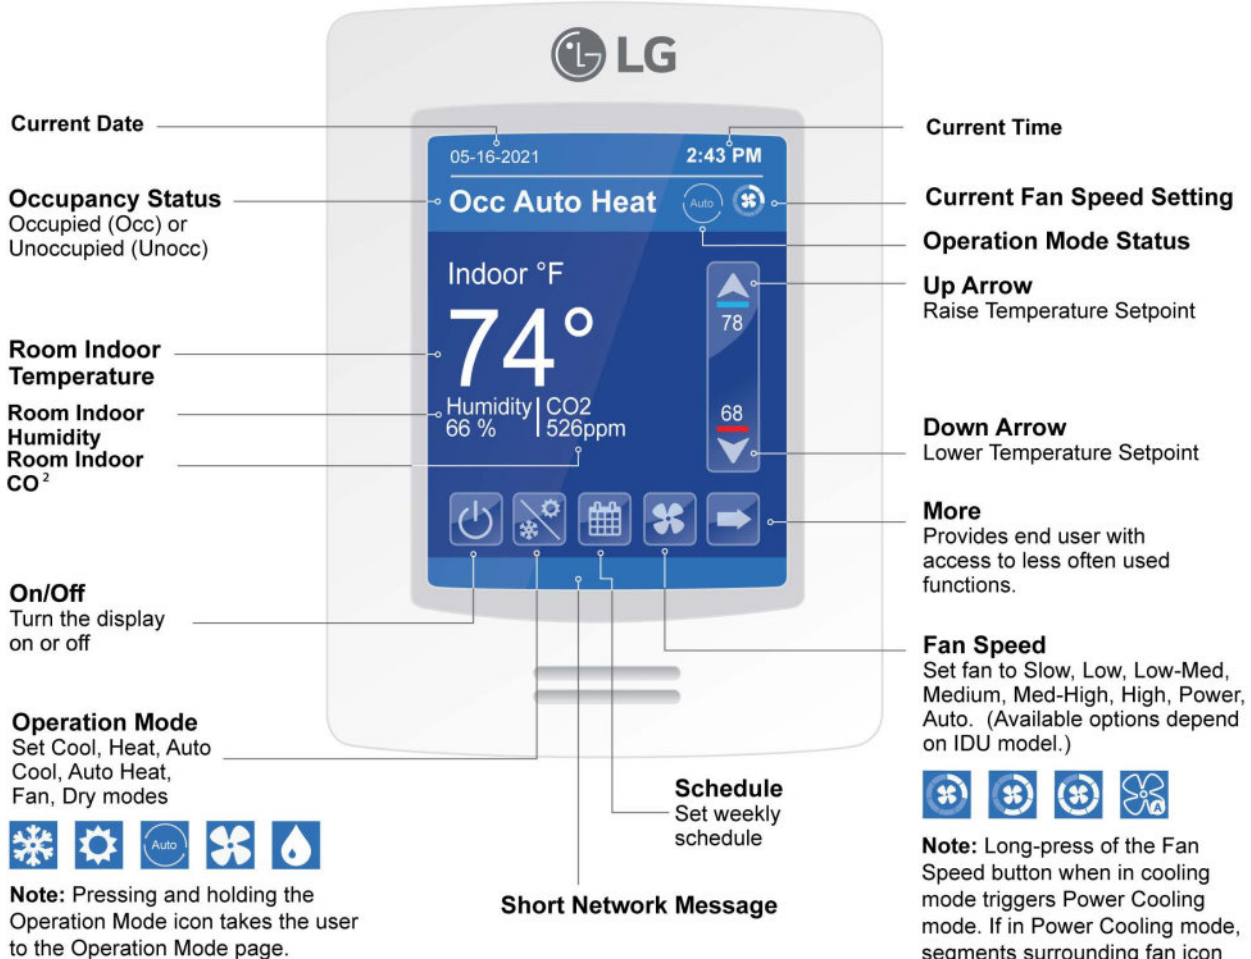 LG
Current Date
Current Time
05-16-2021
2:43 PM
Occupancy Status
Occupied (Occ) or
Unoccupied (Unocc)
Occ Auto Heat
Auto
Current Fan Speed Setting
Operation Mode Status
Indoor °F
Up Arrow
Raise Temperature Setpoint
78
74°
Room Indoor
Temperature
Room Indoor
Humidity
Humidity
66 %
CO2
526ppm
68
Room Indoor
CO²
Down Arrow
Lower Temperature Setpoint
More
Provides end user with
access to less often used
functions.
On/Off
Turn the display
on or off
Fan Speed
Set fan to Slow, Low, Low-Med,
Medium, Med-High, High, Power,
Auto. (Available options depend
on IDU model.)
A
Operation Mode
Set Cool, Heat, Auto
Cool, Auto Heat,
Fan, Dry modes
Auto
Schedule
Set weekly
schedule
Note: Pressing and holding the
Operation Mode icon takes the user
to the Operation Mode page.
Short Network Message
Note: Long-press of the Fan
Speed button when in cooling
mode triggers Power Cooling
mode. If in Power Cooling mode,
segments surrounding fan icon